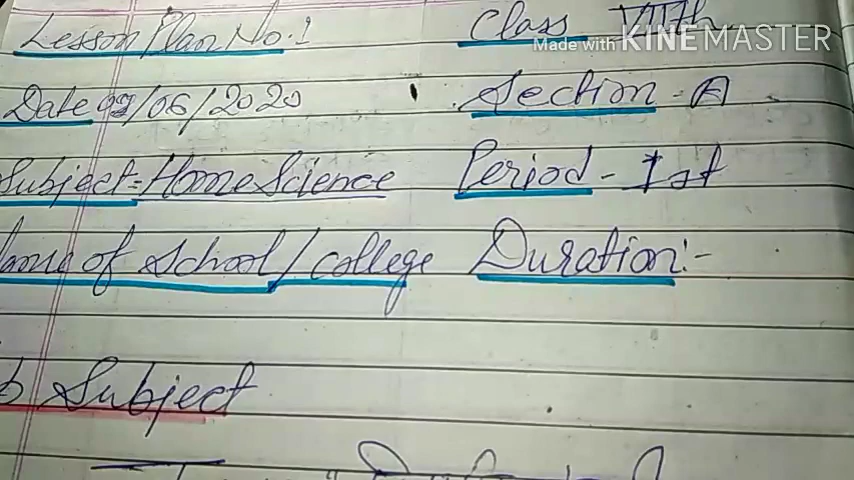 Lesson Plan No:1 Class VIIth
Made with KINEMASTER
Date 09/06/2020 Section - A
Subject:- Home Science Period - Ist
Name of School/college Duration:-
b Subject